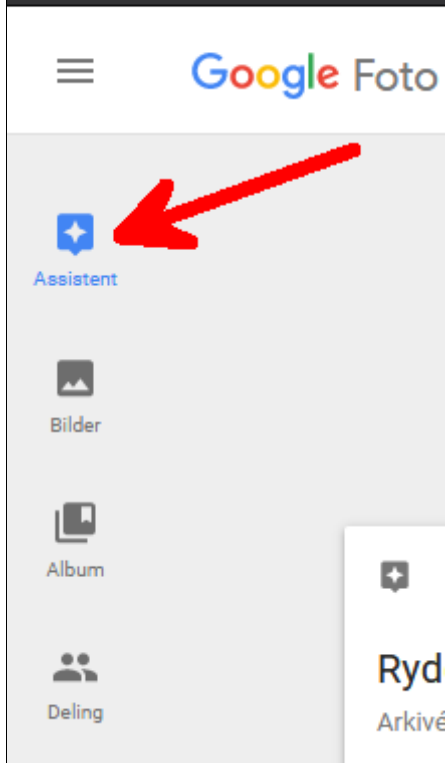 Google Foto
Assistent
Bilder
Album
Deling
Ryd
Arkivé